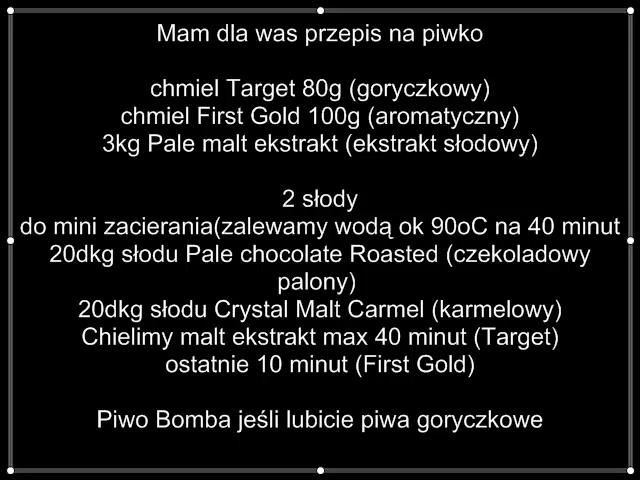 Mam dla was przepis na piwko
chmiel Target 80g (goryczkowy)
chmiel First Gold 100g (aromatyczny)
3kg Pale malt ekstrakt (ekstrakt słodowy)
2 słody
do mini zacierania(zalewamy wodą ok 90oC na 40 minut
20dkg słodu Pale chocolate Roasted (czekoladowy
palony)
20dkg słodu Crystal Malt Carmel (karmelowy)
Chielimy malt ekstrakt max 40 minut (Target)
ostatnie 10 minut (First Gold)
Piwo Bomba jeśli lubicie piwa goryczkowe